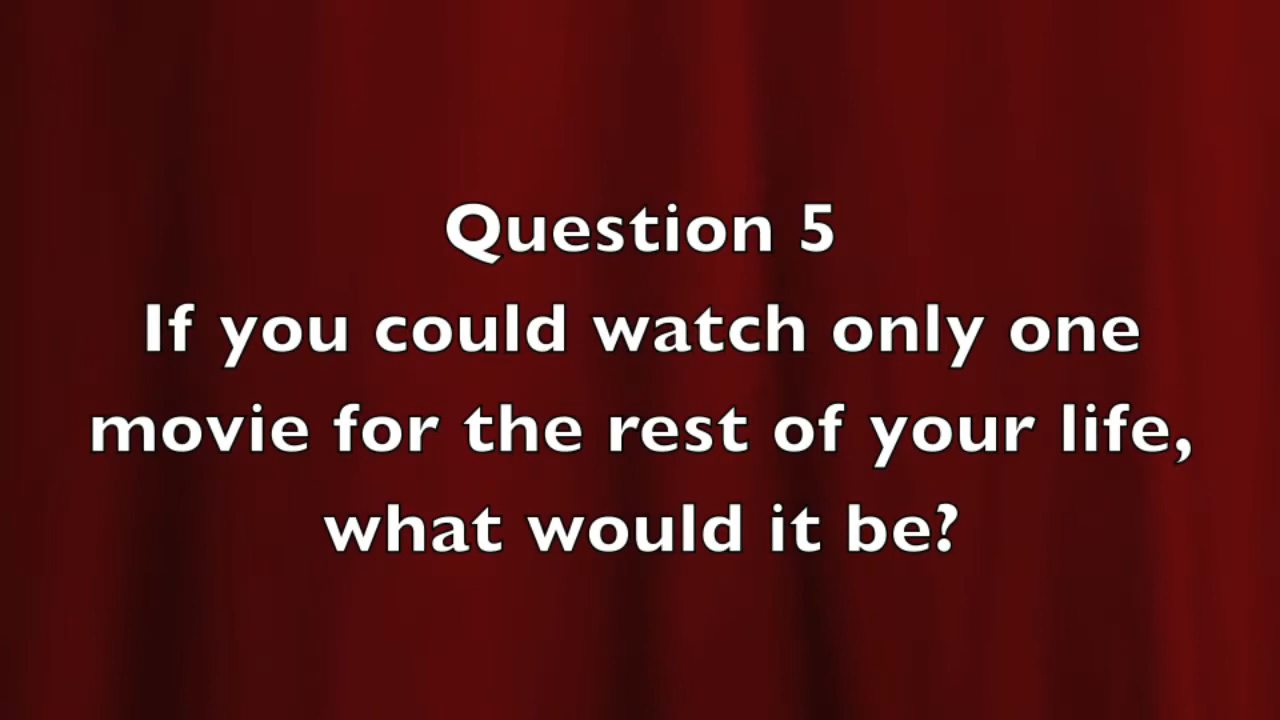 Question 5
If you could watch only one
movie for the rest of your life,
what would it be?